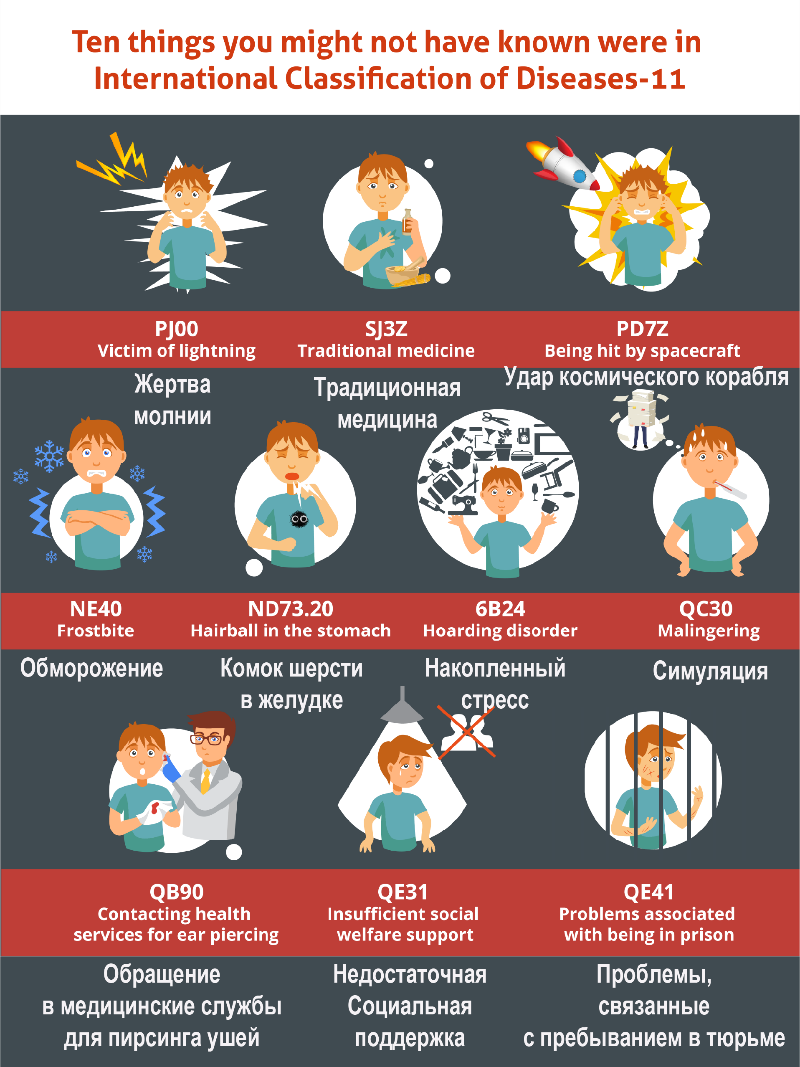 Ten things you might not have known were in
International Classification of Diseases-11
PJ00
Victim of lightning
SJ3Z
Traditional medicine
PD7Z
Being hit by spacecraft
Жертва
молнии
Традиционная
медицина
Удар космического корабля
NE40
Frostbite
ND73.20
Hairball in the stomach
6B24
Hoarding disorder
QC30
Malingering
Обморожение
Комок шерсти
в желудке
Накопленный
стресс
Симуляция
QB90
Contacting health
services for ear piercing
QE31
Insufficient social
welfare support
QE41
Problems associated
with being in prison
Обращение
в медицинские службы
для пирсинга ушей
Недостаточная
Социальная
поддержка
Проблемы,
связанные
с пребыванием в тюрьме